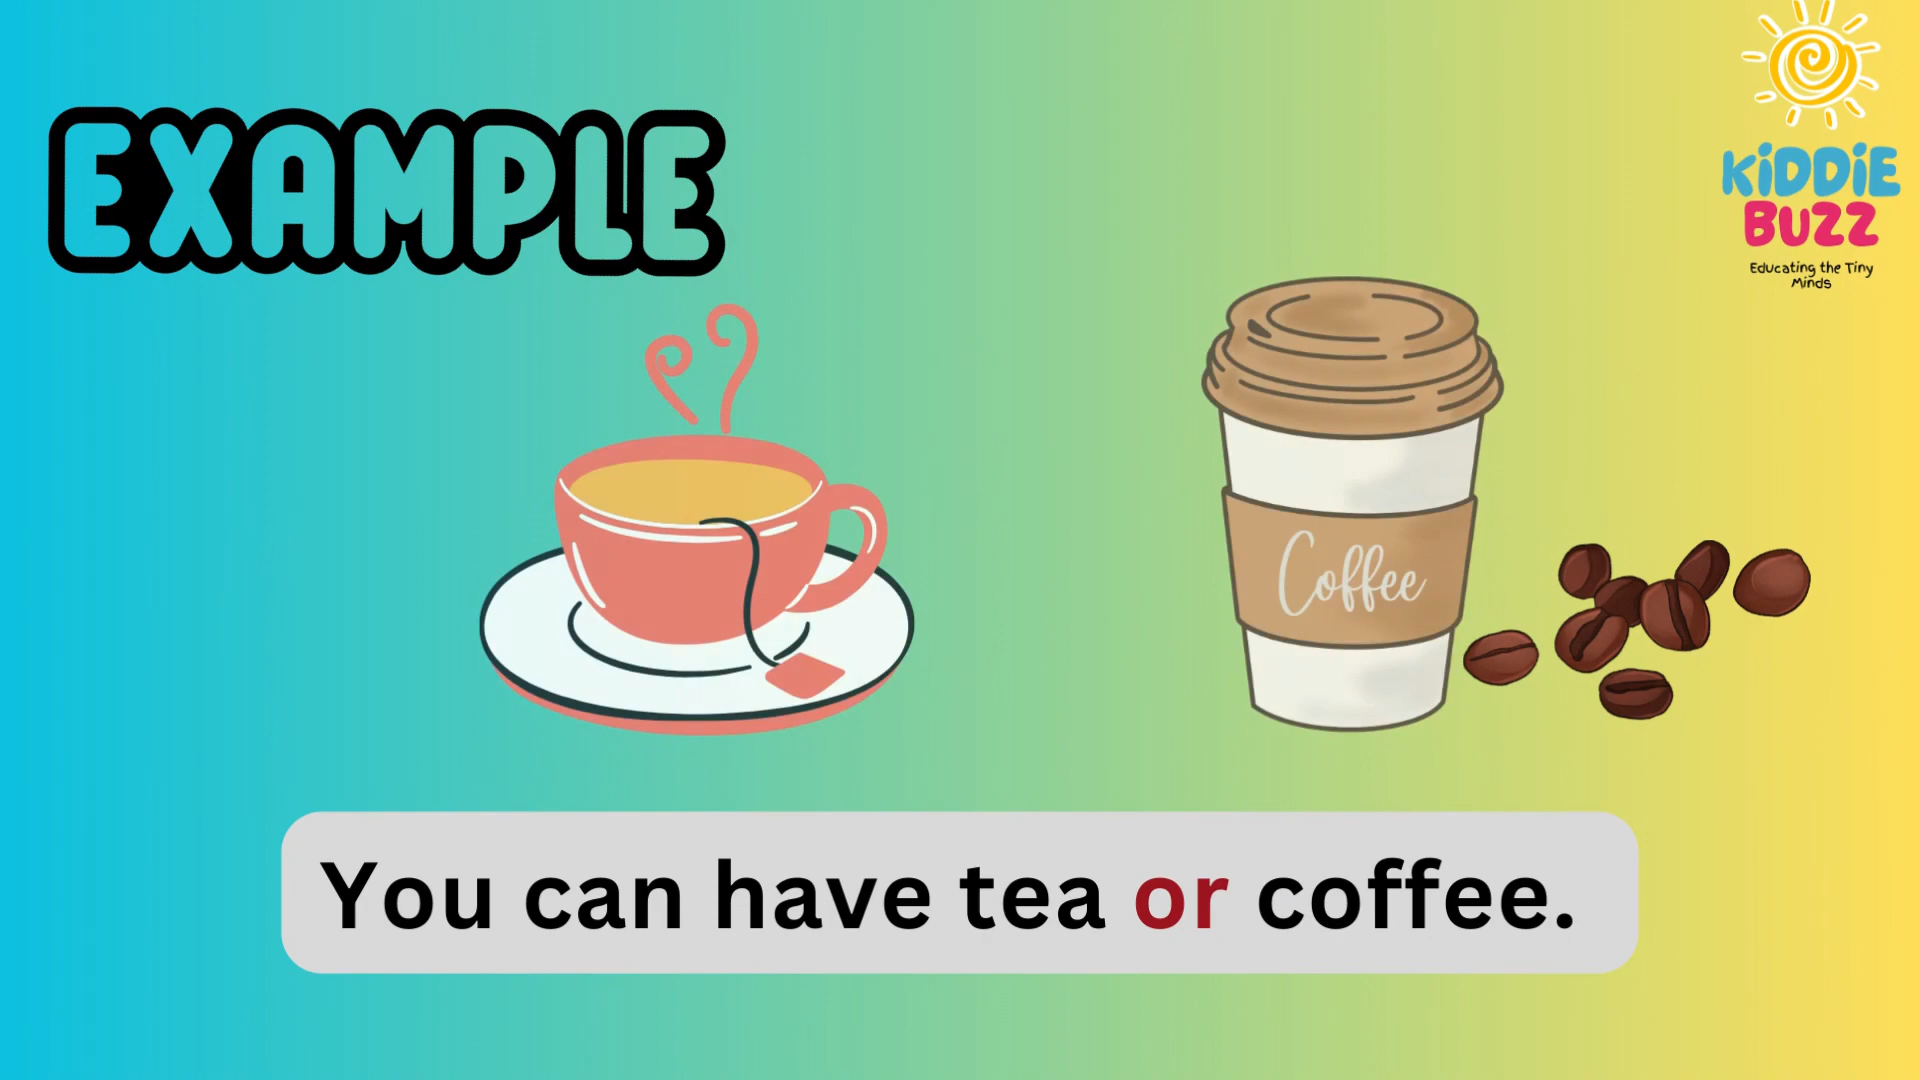 EXAMPLE
KiDDiE
BUZZ
Educating the Tiny
Minds
Coffee
You can have tea or coffee.